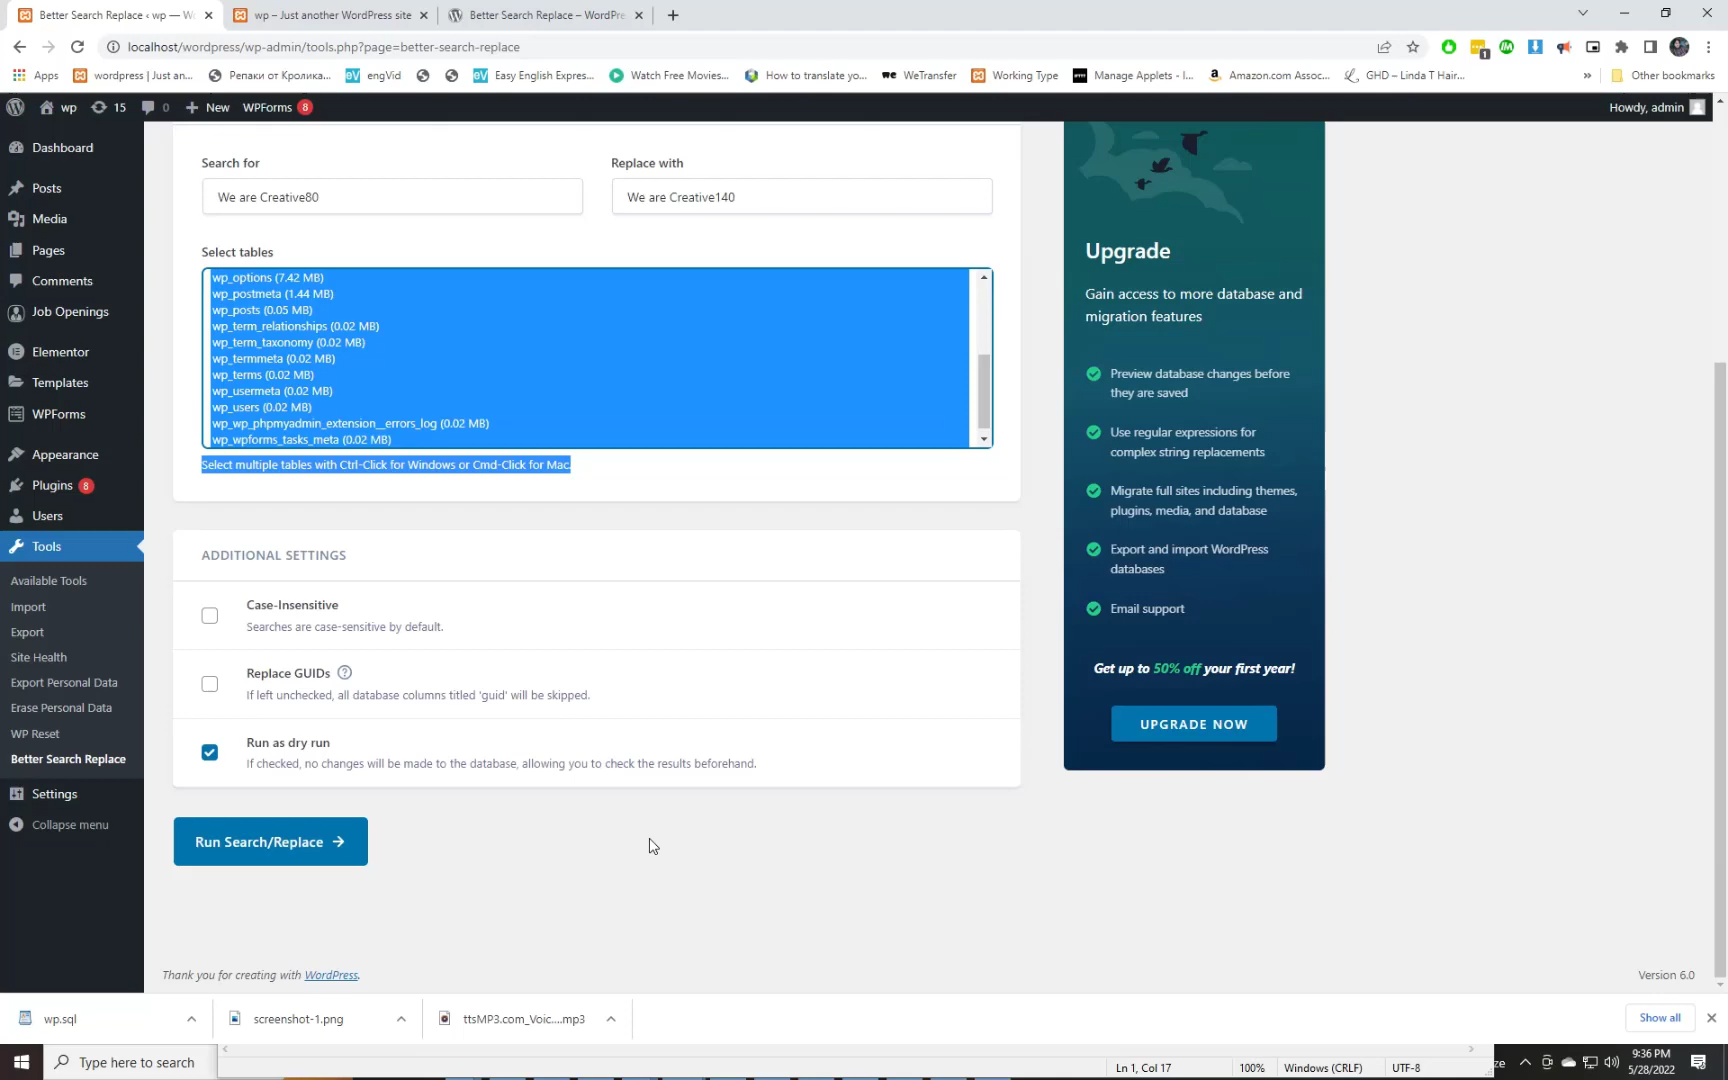 Better Search Replace ‹ wp — W
wp – Just another WordPress site
Better Search Replace – WordPre
localhost/wordpress/wp-admin/tools.php?page=better-search-replace
1
Apps
wordpress | Just an...
Репаки от Кролика...
engVid
Easy English Expres...
Watch Free Movies...
How to translate yo...
WeTransfer
Working Type
Manage Applets - I...
Amazon.com Assoc...
GHD – Linda T Hair...
»
Other bookmarks
wp
15
0
New
WPForms 8
Howdy, admin
Dashboard
Posts
Media
Pages
Comments
Job Openings
Elementor
Templates
WPForms
Appearance
Plugins 8
Users
Tools
Available Tools
Import
Export
Site Health
Export Personal Data
Erase Personal Data
WP Reset
Better Search Replace
Settings
Collapse menu
Search for
We are Creative80
Replace with
We are Creative140
Select tables
wp_options (7.42 MB)
wp_postmeta (1.44 MB)
wp_posts (0.05 MB)
wp_term_relationships (0.02 MB)
wp_term_taxonomy (0.02 MB)
wp_termmeta (0.02 MB)
wp_terms (0.02 MB)
wp_usermeta (0.02 MB)
wp_users (0.02 MB)
wp_wp_phpmyadmin_extension__errors_log (0.02 MB)
wp_wpforms_tasks_meta (0.02 MB)
Select multiple tables with Ctrl-Click for Windows or Cmd-Click for Mac.
ADDITIONAL SETTINGS
Case-Insensitive
Searches are case-sensitive by default.
Replace GUIDs ?
If left unchecked, all database columns titled 'guid' will be skipped.
Run as dry run
If checked, no changes will be made to the database, allowing you to check the results beforehand.
Run Search/Replace →
Upgrade
Gain access to more database and
migration features
Preview database changes before
they are saved
Use regular expressions for
complex string replacements
Migrate full sites including themes,
plugins, media, and database
Export and import WordPress
databases
Email support
Get up to 50% off your first year!
UPGRADE NOW
Thank you for creating with WordPress.
Version 6.0
wp.sql
screenshot-1.png
ttsMP3.com_Voic....mp3
Show all
Type here to search
Ln 1, Col 17
100%
Windows (CRLF)
UTF-8
9:36 PM
5/28/2022